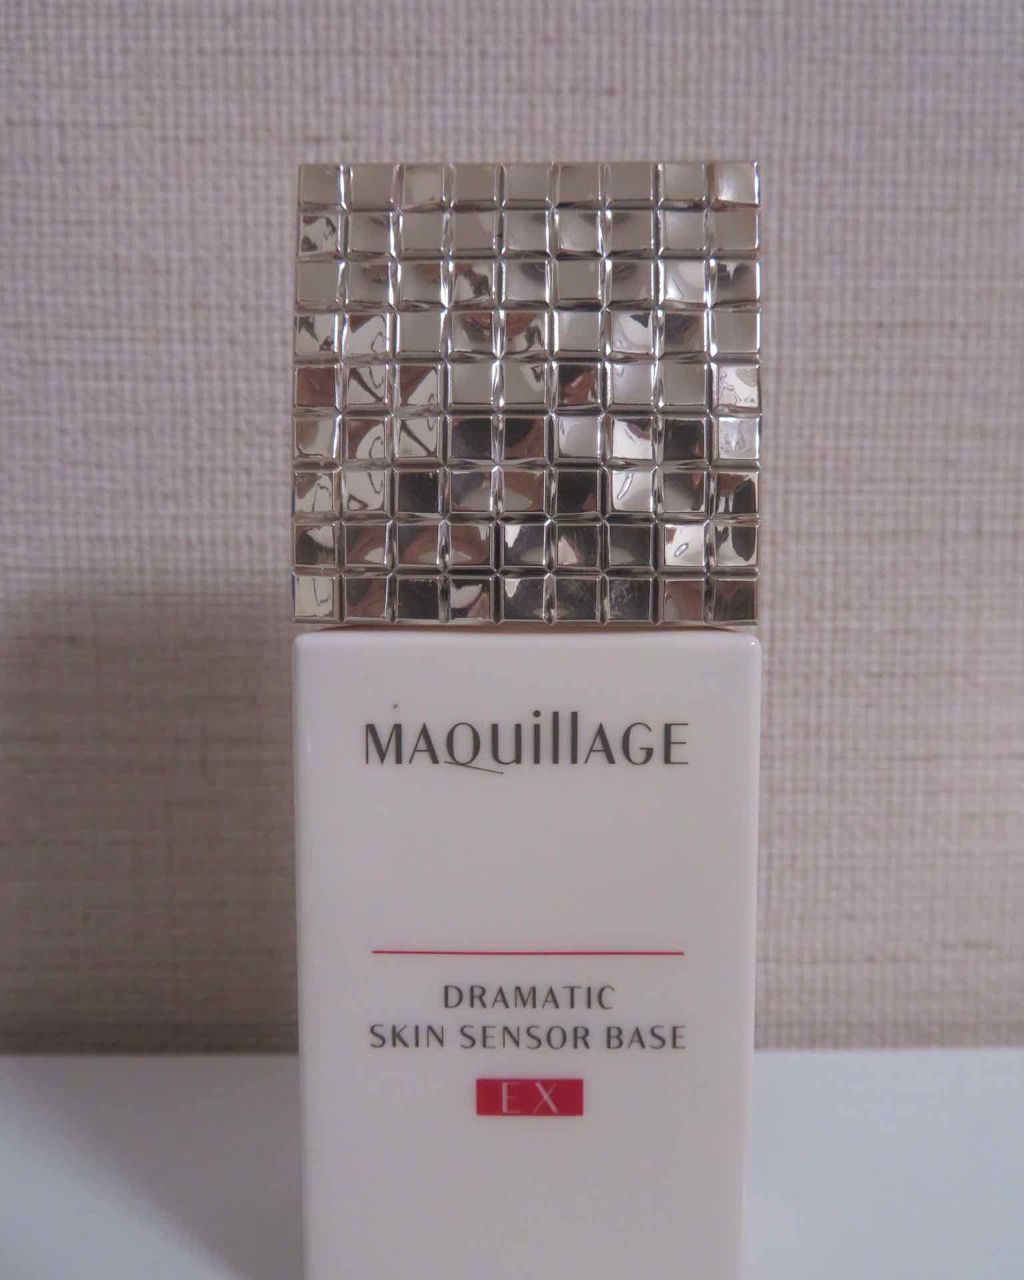 MAQuillAGE
DRAMATIC
SKIN SENSOR BASE
EX